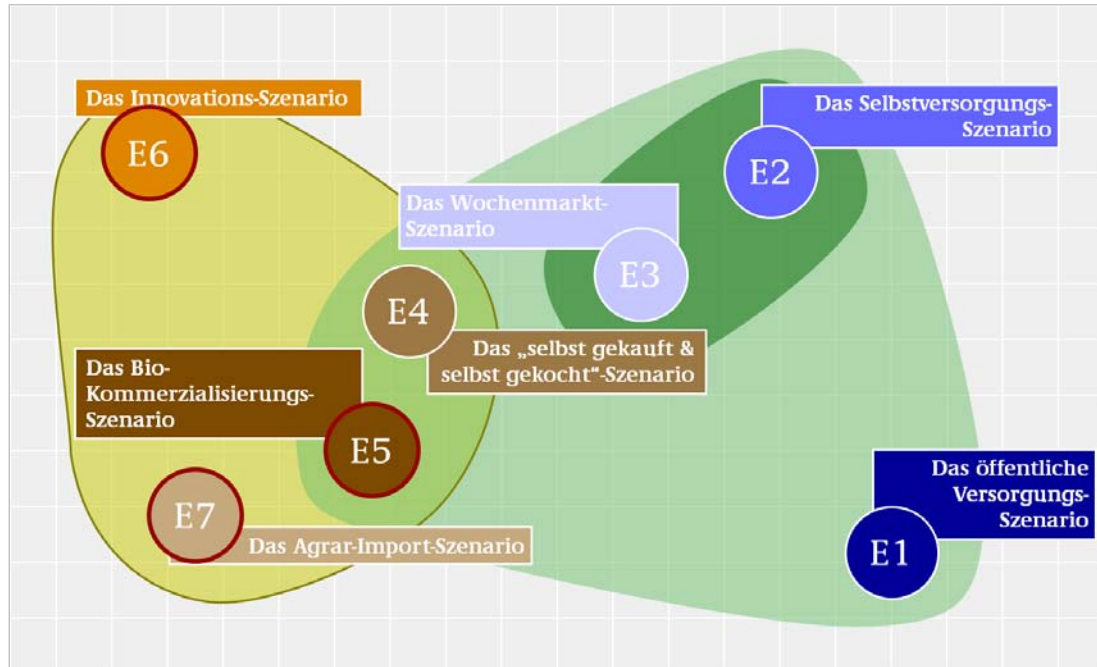 Das Innovations-Szenario
E6
Das Selbstversorgungs-
Szenario
E2
Das Wochenmarkt-
Szenario
E3
E4
Das „selbst gekauft &
selbst gekocht“-Szenario
Das Bio-
Kommerzialisierungs-
Szenario
E5
Das öffentliche
Versorgungs-
Szenario
E1
E7
Das Agrar-Import-Szenario